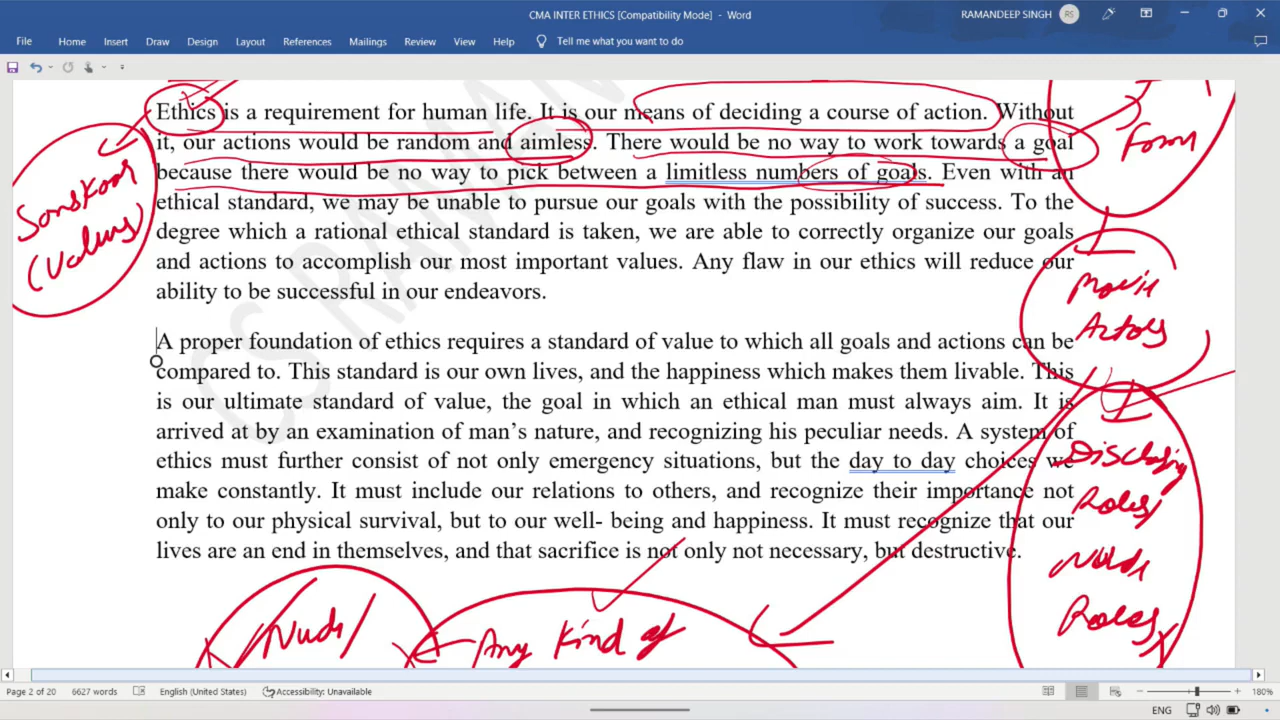 CMA INTER ETHICS [Compatibility Mode] - Word
RAMANDEEP SINGH
RS
File Home Insert Draw Design Layout References Mailings Review View Help Tell me what you want to do
Ethics is a requirement for human life. It is our means of deciding a course of action. Without
it, our actions would be random and aimless. There would be no way to work towards a goal
because there would be no way to pick between a limitless numbers of goals. Even with an
ethical standard, we may be unable to pursue our goals with the possibility of success. To the
degree which a rational ethical standard is taken, we are able to correctly organize our goals
and actions to accomplish our most important values. Any flaw in our ethics will reduce our
ability to be successful in our endeavors.
A proper foundation of ethics requires a standard of value to which all goals and actions can be
compared to. This standard is our own lives, and the happiness which makes them livable. This
is our ultimate standard of value, the goal in which an ethical man must always aim. It is
arrived at by an examination of man's nature, and recognizing his peculiar needs. A system of
ethics must further consist of not only emergency situations, but the day to day choices we
make constantly. It must include our relations to others, and recognize their importance not
only to our physical survival, but to our well- being and happiness. It must recognize that our
lives are an end in themselves, and that sacrifice is not only not necessary, but destructive.
Sanskaar
(Values)
Form
Movie
Actors
Roles
Nude
Roles
Nude
Any Kind of
CS RAMAN
Page 2 of 20 6627 words English (United States) Accessibility: Unavailable
180%
ENG